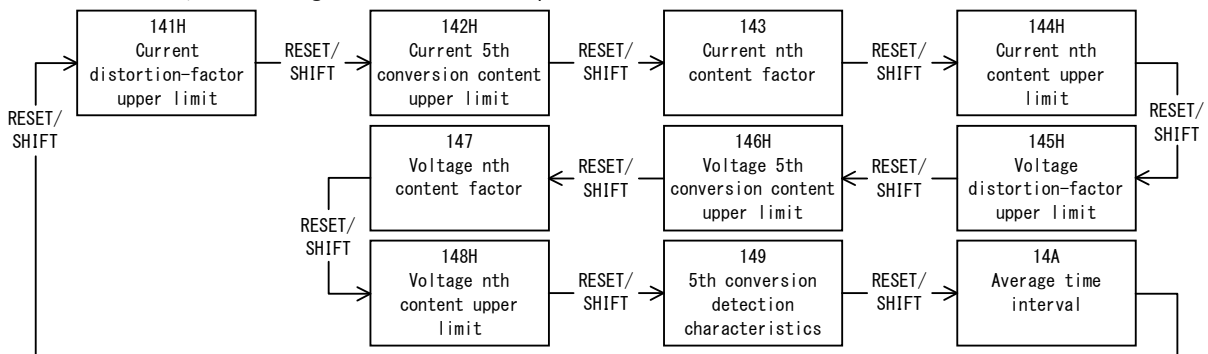 141H
Current
distortion-factor
upper limit
RESET/
SHIFT
142H
Current 5th
conversion content
upper limit
RESET/
SHIFT
143
Current nth
content factor
RESET/
SHIFT
144H
Current nth
content upper
limit
RESET/
SHIFT
RESET/
SHIFT
145H
Voltage
distortion-factor
upper limit
RESET/
SHIFT
146H
Voltage 5th
conversion content
upper limit
RESET/
SHIFT
147
Voltage nth
content factor
RESET/
SHIFT
148H
Voltage nth
content upper
limit
RESET/
SHIFT
149
5th conversion
detection
characteristics
RESET/
SHIFT
14A
Average time
interval